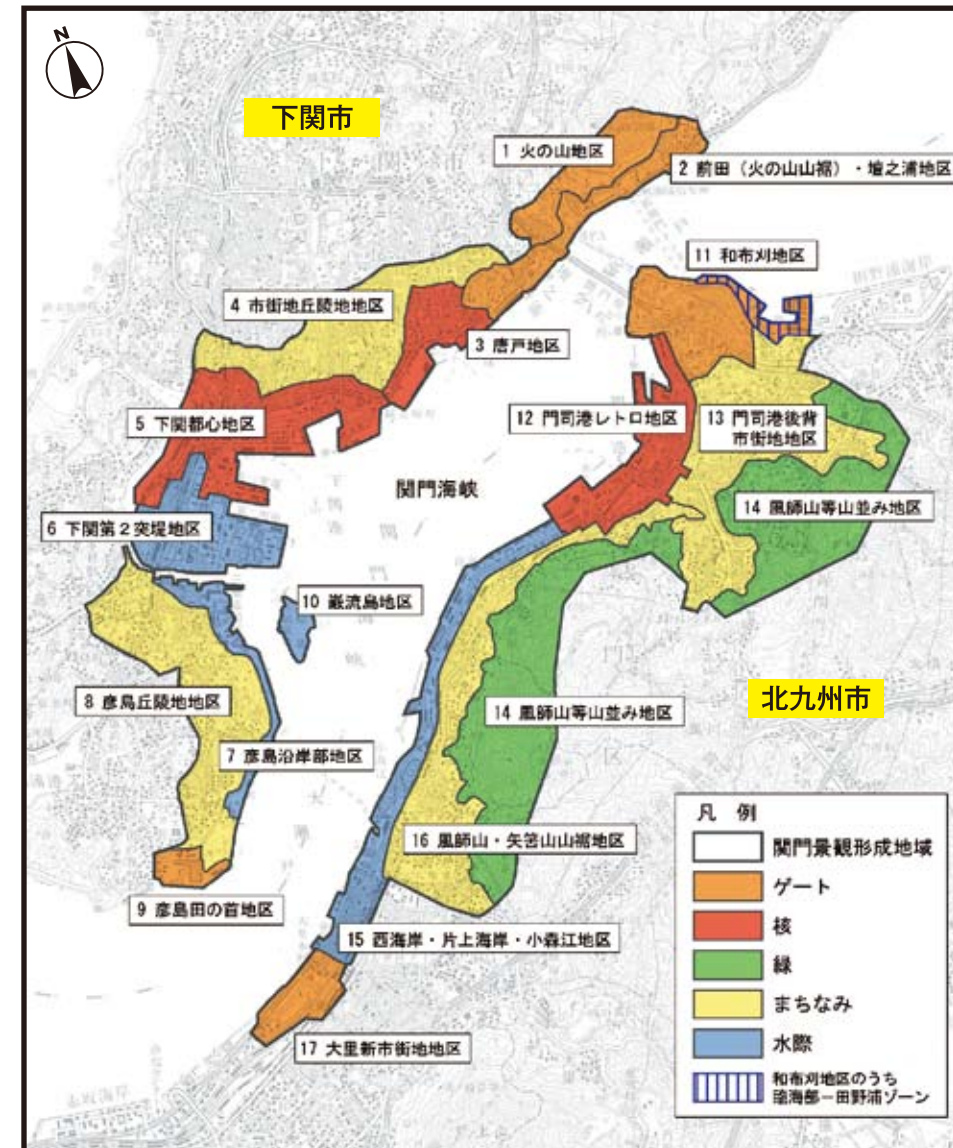 N
下関市
1 火の山地区
2 前田（火の山山裾）・壇之浦地区
11 和布刈地区
4 市街地丘陵地地区
3 唐戸地区
5 下関都心地区
12 門司港レトロ地区
13 門司港後背
市街地地区
関門海峡
14 風師山等山並み地区
6 下関第2突堤地区
10 巌流島地区
8 彦島丘陵地地区
14 風師山等山並み地区
北九州市
7 彦島沿岸部地区
16 風師山・矢筈山山裾地区
9 彦島田の首地区
15 西海岸・片上海岸・小森江地区
17 大里新市街地地区
凡 例
関門景観形成地域
ゲート
核
緑
まちなみ
水際
和布刈地区のうち
臨海部－田野浦ゾーン